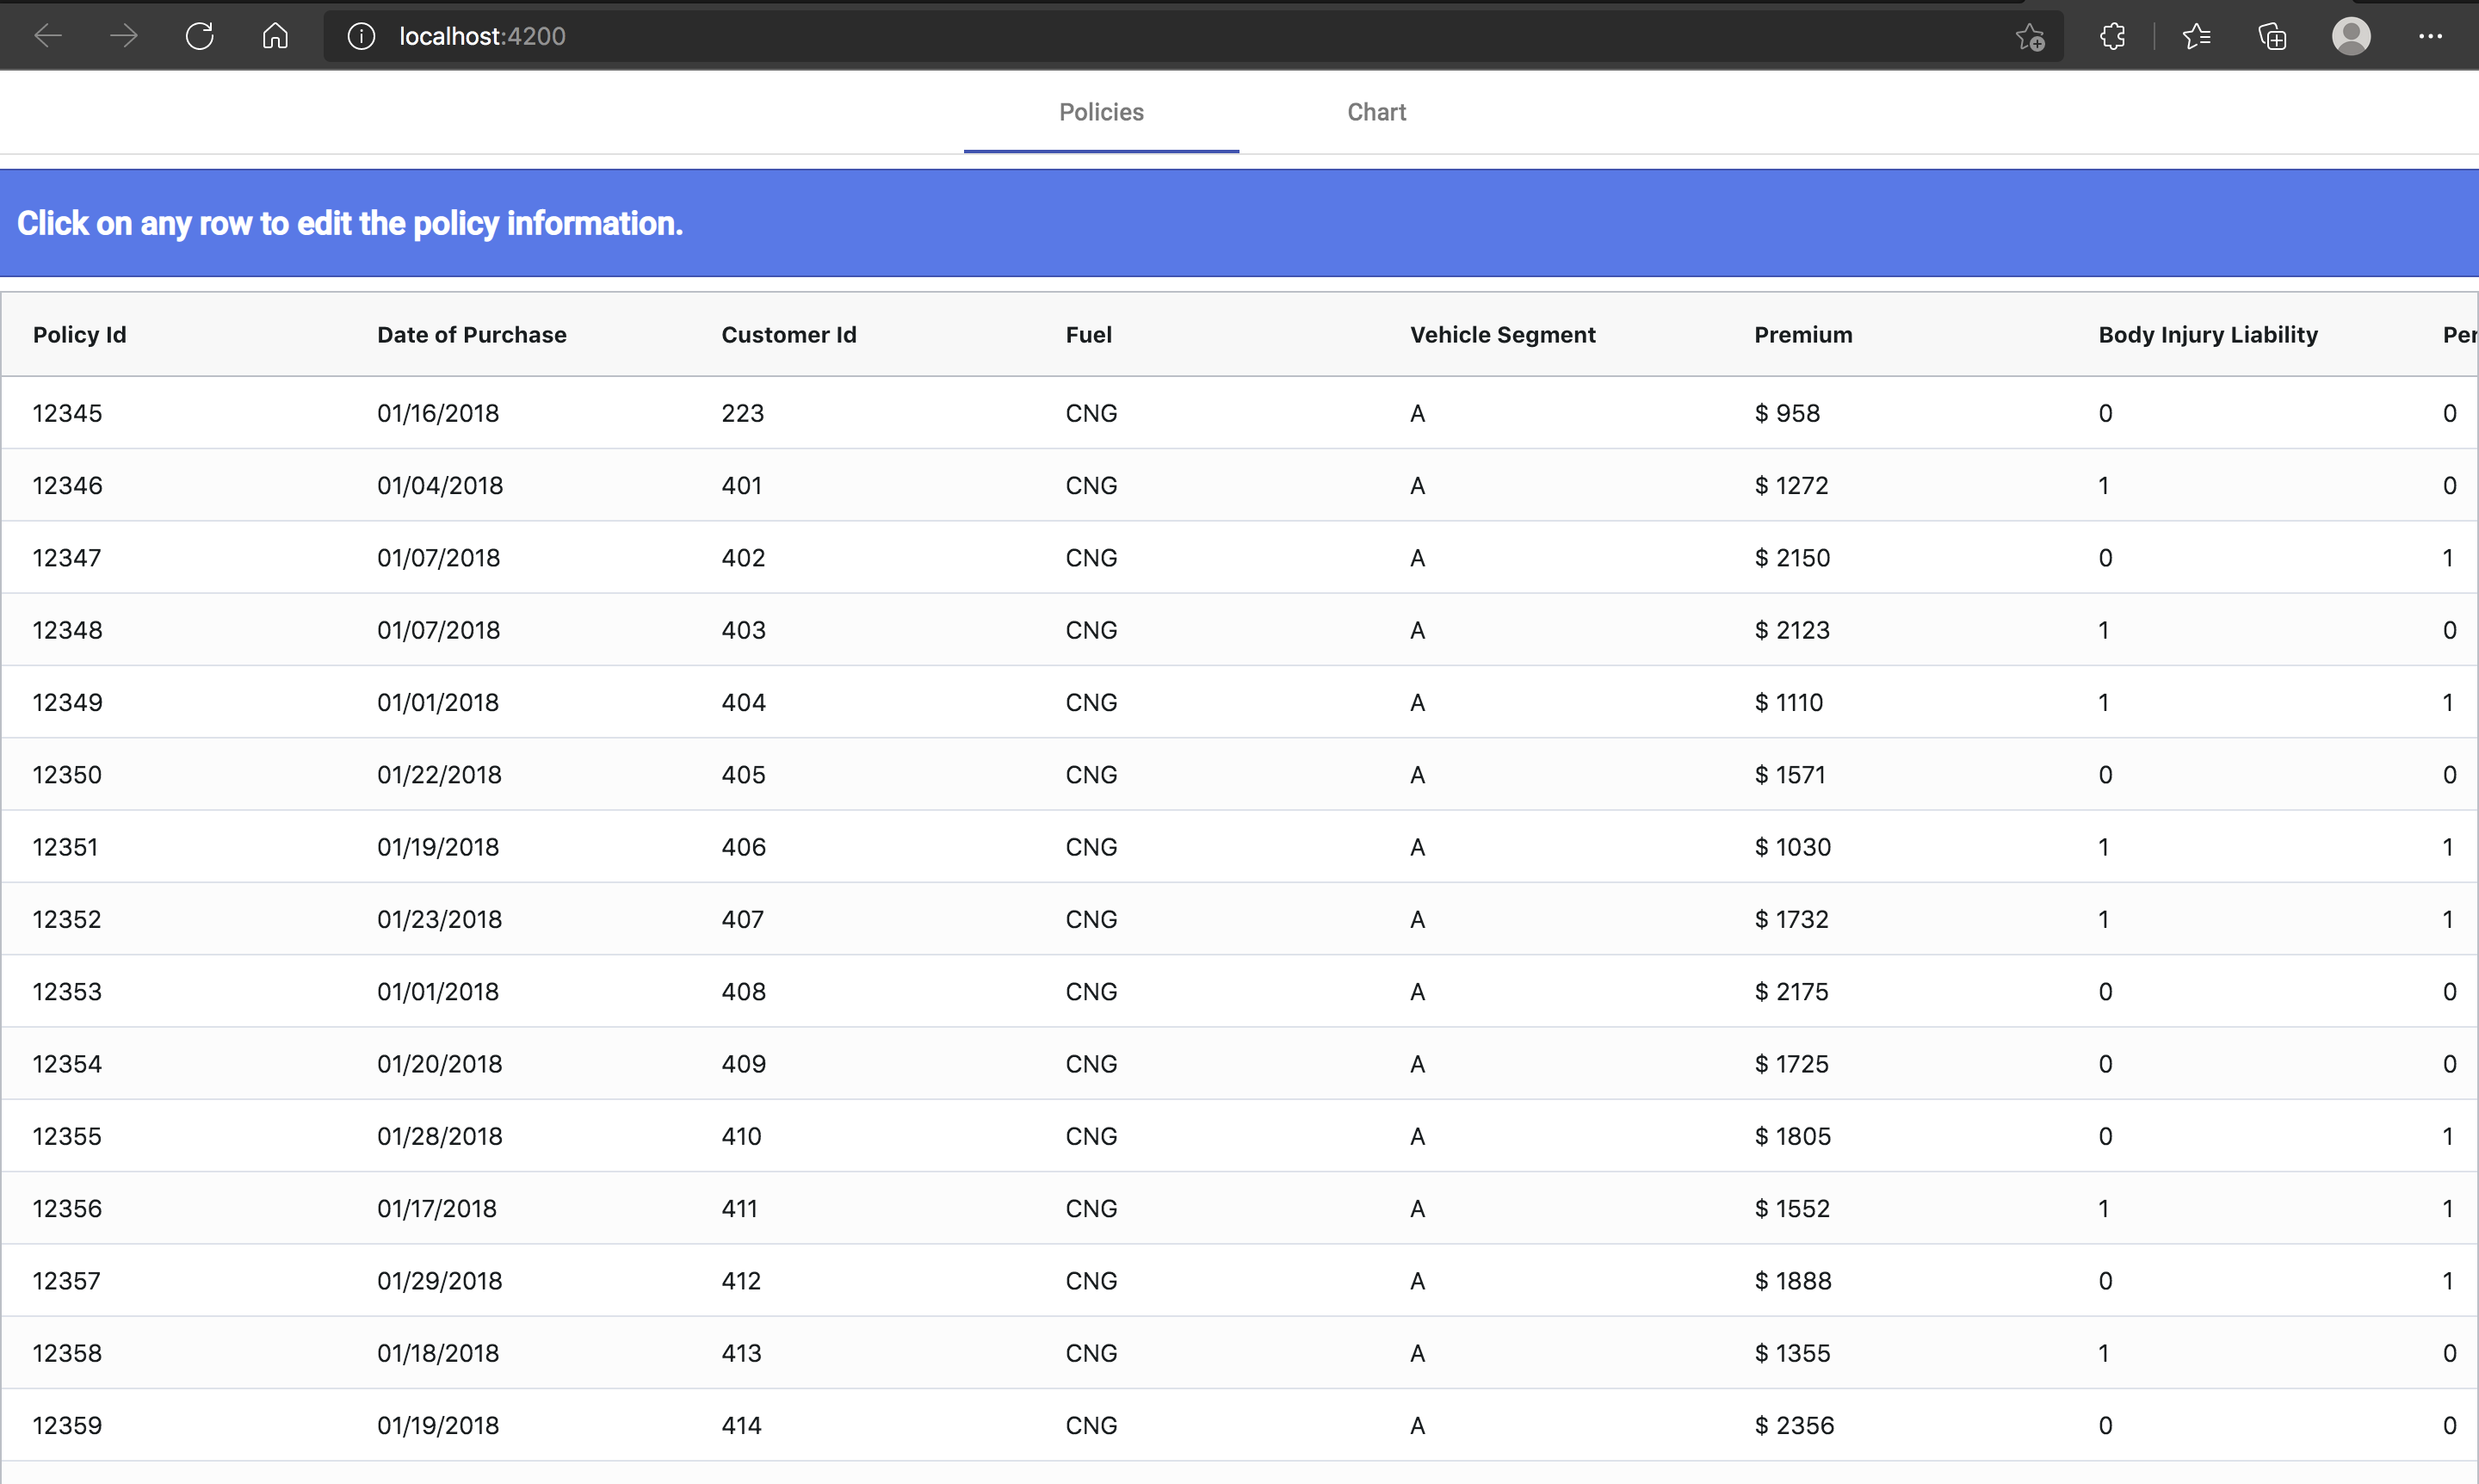 localhost:4200
Policies Chart
Click on any row to edit the policy information.
Policy Id Date of Purchase Customer Id Fuel Vehicle Segment Premium Body Injury Liability Per
12345 01/16/2018 223 CNG A $ 958 0 0
12346 01/04/2018 401 CNG A $ 1272 1 0
12347 01/07/2018 402 CNG A $ 2150 0 1
12348 01/07/2018 403 CNG A $ 2123 1 0
12349 01/01/2018 404 CNG A $ 1110 1 1
12350 01/22/2018 405 CNG A $ 1571 0 0
12351 01/19/2018 406 CNG A $ 1030 1 1
12352 01/23/2018 407 CNG A $ 1732 1 1
12353 01/01/2018 408 CNG A $ 2175 0 0
12354 01/20/2018 409 CNG A $ 1725 0 0
12355 01/28/2018 410 CNG A $ 1805 0 1
12356 01/17/2018 411 CNG A $ 1552 1 1
12357 01/29/2018 412 CNG A $ 1888 0 1
12358 01/18/2018 413 CNG A $ 1355 1 0
12359 01/19/2018 414 CNG A $ 2356 0 0